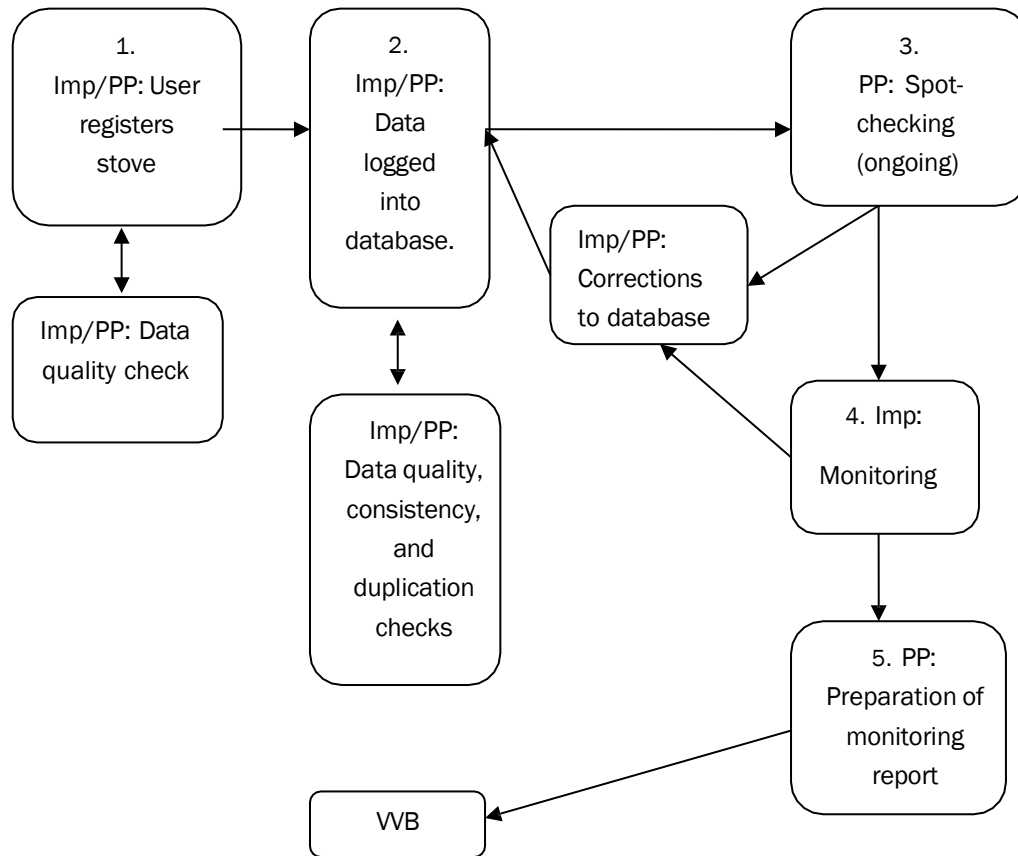 1.
Imp/PP: User
registers
stove
2.
Imp/PP:
Data
logged
into
database.
3.
PP: Spot-
checking
(ongoing)
Imp/PP:
Corrections
to database
Imp/PP: Data
quality check
Imp/PP:
Data quality,
consistency,
and
duplication
checks
4. Imp:
Monitoring
5. PP:
Preparation of
monitoring
report
VVB